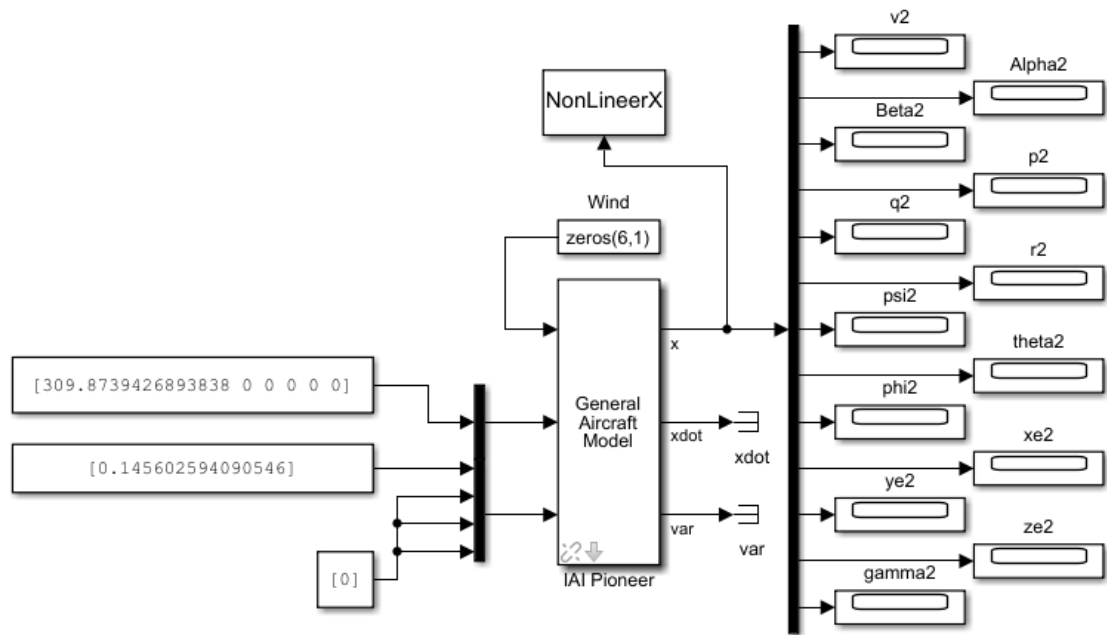 v2
Alpha2
NonLineerX
Beta2
p2
Wind
q2
zeros(6,1)
r2
psi2
x
theta2
[309.8739426893838 0 0 0 0 0]
General
Aircraft
Model
phi2
xdot
xdot
xe2
[0.145602594090546]
ye2
var
var
ze2
[0]
IAI Pioneer
gamma2